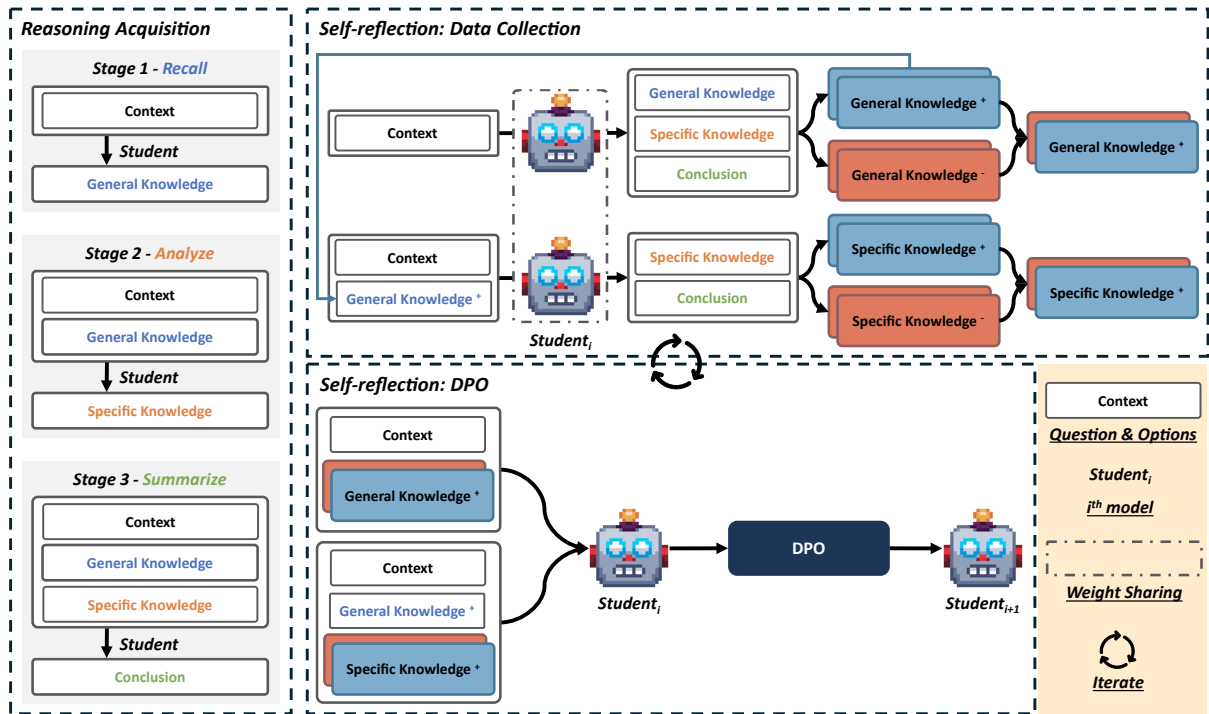 Reasoning Acquisition
Stage 1 - Recall
Context
Student
General Knowledge
Stage 2 - Analyze
Context
General Knowledge
Student
Specific Knowledge
Stage 3 - Summarize
Context
General Knowledge
Specific Knowledge
Student
Conclusion
Self-reflection: Data Collection
Context
General Knowledge
Specific Knowledge
Conclusion
General Knowledge +
General Knowledge -
General Knowledge +
Context
General Knowledge +
Student i
Specific Knowledge
Conclusion
Specific Knowledge +
Specific Knowledge -
Specific Knowledge +
Self-reflection: DPO
Context
General Knowledge +
Context
General Knowledge +
Specific Knowledge +
Student i
DPO
Student i+1
Context
Question & Options
Student i
i th model
Weight Sharing
Iterate